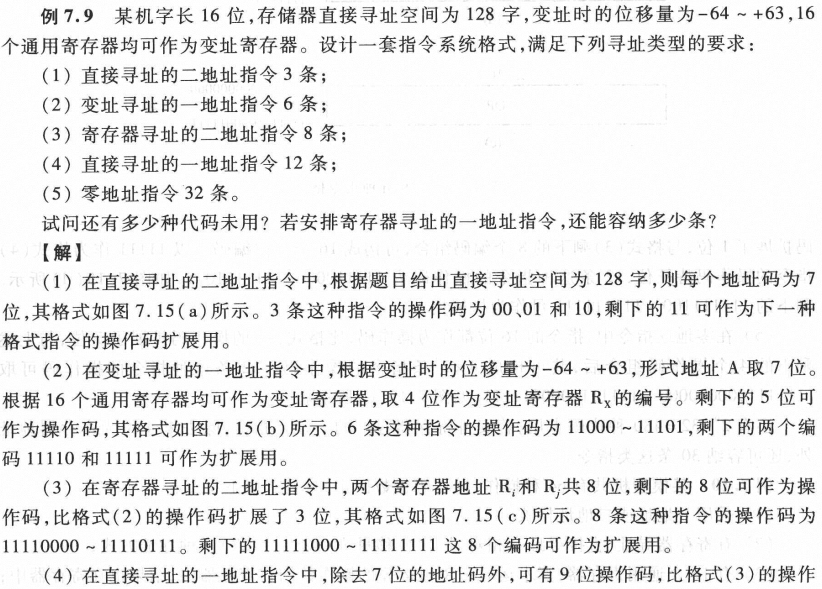 例 7.9 某机字长 16 位,存储器直接寻址空间为 128 字,变址时的位移量为-64 ~ +63,16
个通用寄存器均可作为变址寄存器。设计一套指令系统格式,满足下列寻址类型的要求:
(1) 直接寻址的二地址指令 3 条;
(2) 变址寻址的一地址指令 6 条;
(3) 寄存器寻址的二地址指令 8 条;
(4) 直接寻址的一地址指令 12 条;
(5) 零地址指令 32 条。
试问还有多少种代码未用? 若安排寄存器寻址的一地址指令,还能容纳多少条?
【解】
(1) 在直接寻址的二地址指令中,根据题目给出直接寻址空间为 128 字,则每个地址码为 7
位,其格式如图 7.15(a)所示。3 条这种指令的操作码为 00、01 和 10,剩下的 11 可作为下一种
格式指令的操作码扩展用。
(2) 在变址寻址的一地址指令中,根据变址时的位移量为-64 ~ +63,形式地址 A 取 7 位。
根据 16 个通用寄存器均可作为变址寄存器,取 4 位作为变址寄存器 Rx的编号。剩下的 5 位可
作为操作码,其格式如图 7.15(b)所示。6 条这种指令的操作码为 11000 ~ 11101,剩下的两个编
码 11110 和 11111 可作为扩展用。
(3) 在寄存器寻址的二地址指令中,两个寄存器地址 Ri和 Rj共 8 位,剩下的 8 位可作为操
作码,比格式(2)的操作码扩展了 3 位,其格式如图 7.15(c)所示。8 条这种指令的操作码为
11110000 ~ 11110111。剩下的 11111000 ~ 11111111 这 8 个编码可作为扩展用。
(4) 在直接寻址的一地址指令中,除去 7 位的地址码外,可有 9 位操作码,比格式(3)的操作